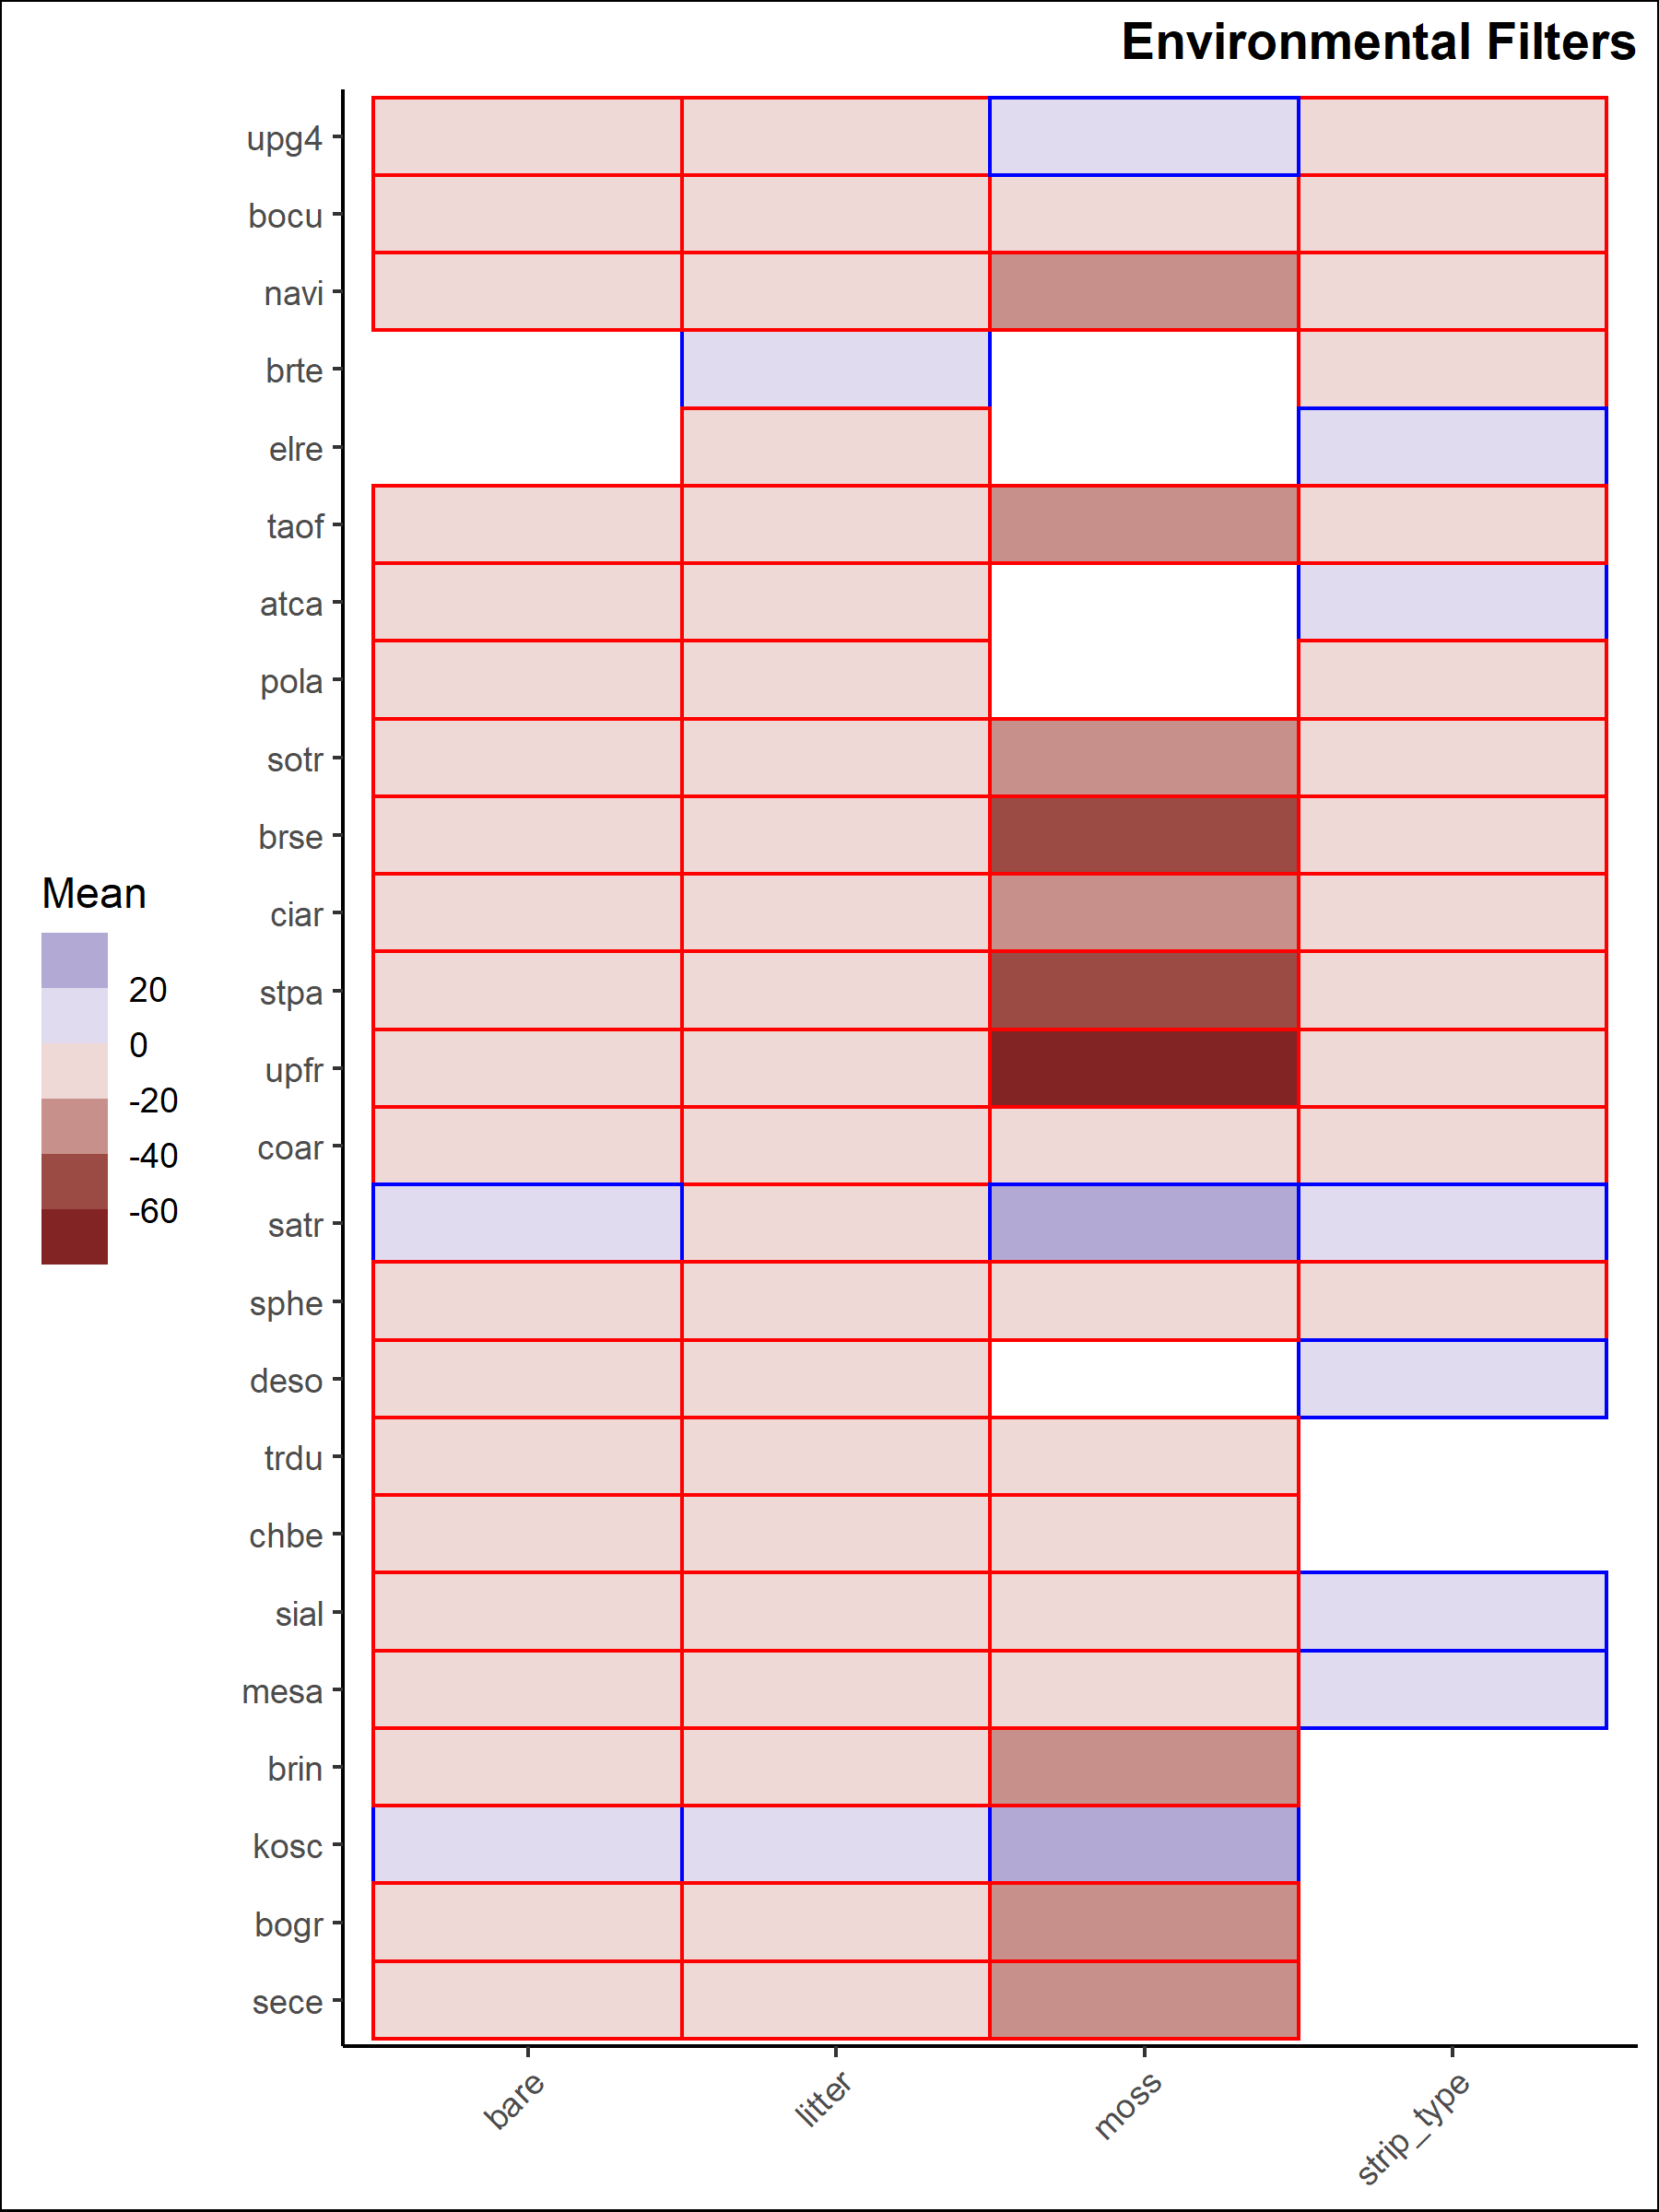 Environmental Filters
upg4
bocu
navi
brte
elre
taof
atca
pola
sotr
brse
ciar
stpa
upfr
coar
satr
sphe
deso
trdu
chbe
sial
mesa
brin
kosc
bogr
sece
Mean
20
0
-20
-40
-60
bare
litter
moss
strip_type